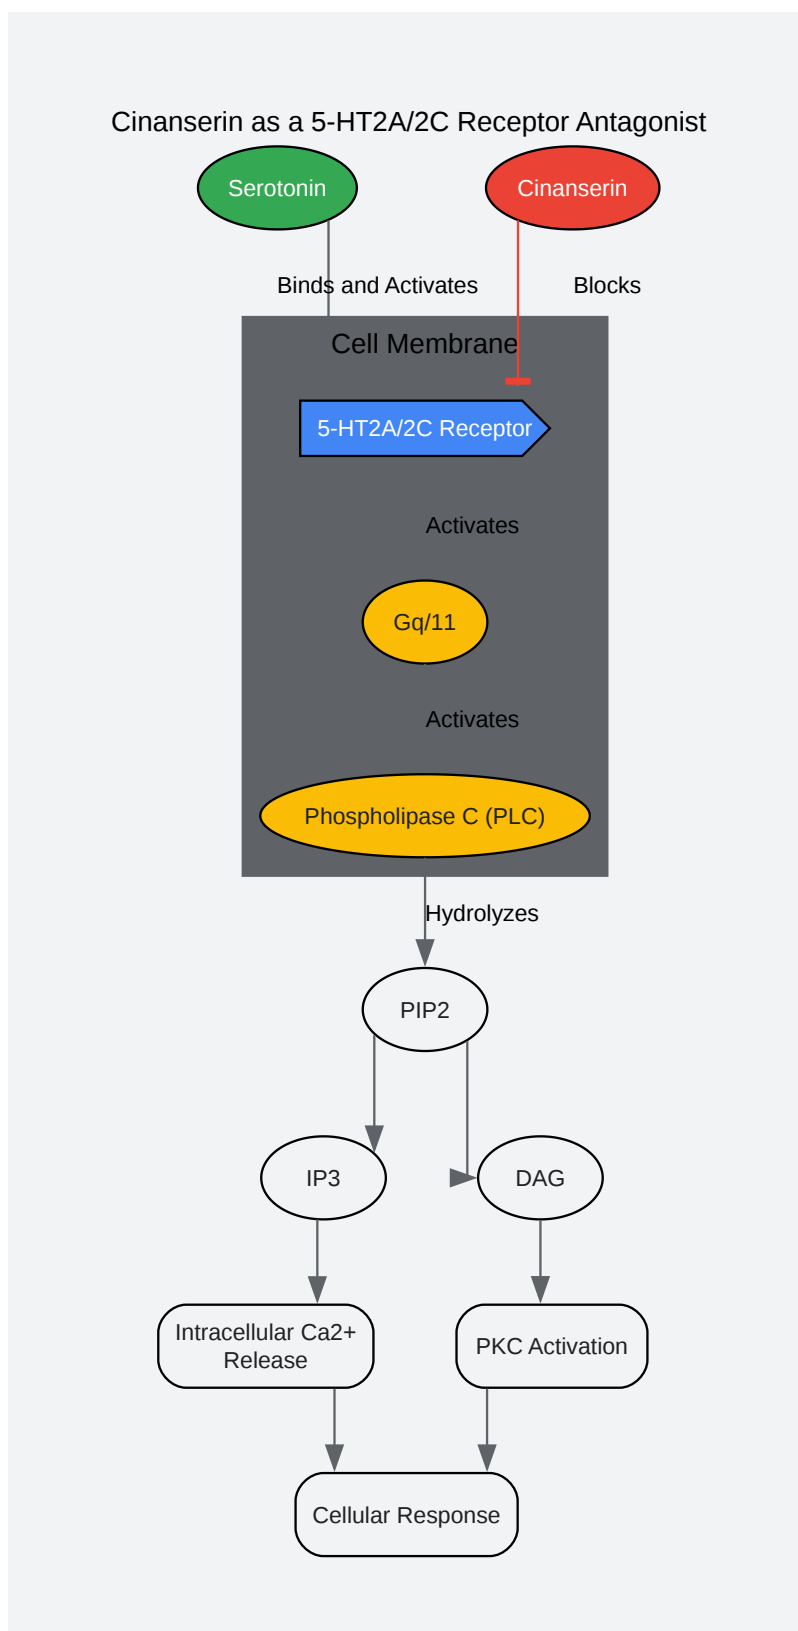 Cinanserin as a 5-HT2A/2C Receptor Antagonist
Serotonin
Cinanserin
Binds and Activates
Blocks
Cell Membrane
5-HT2A/2C Receptor
Activates
Gq/11
Activates
Phospholipase C (PLC)
Hydrolyzes
PIP2
IP3
DAG
Intracellular Ca2+
Release
PKC Activation
Cellular Response